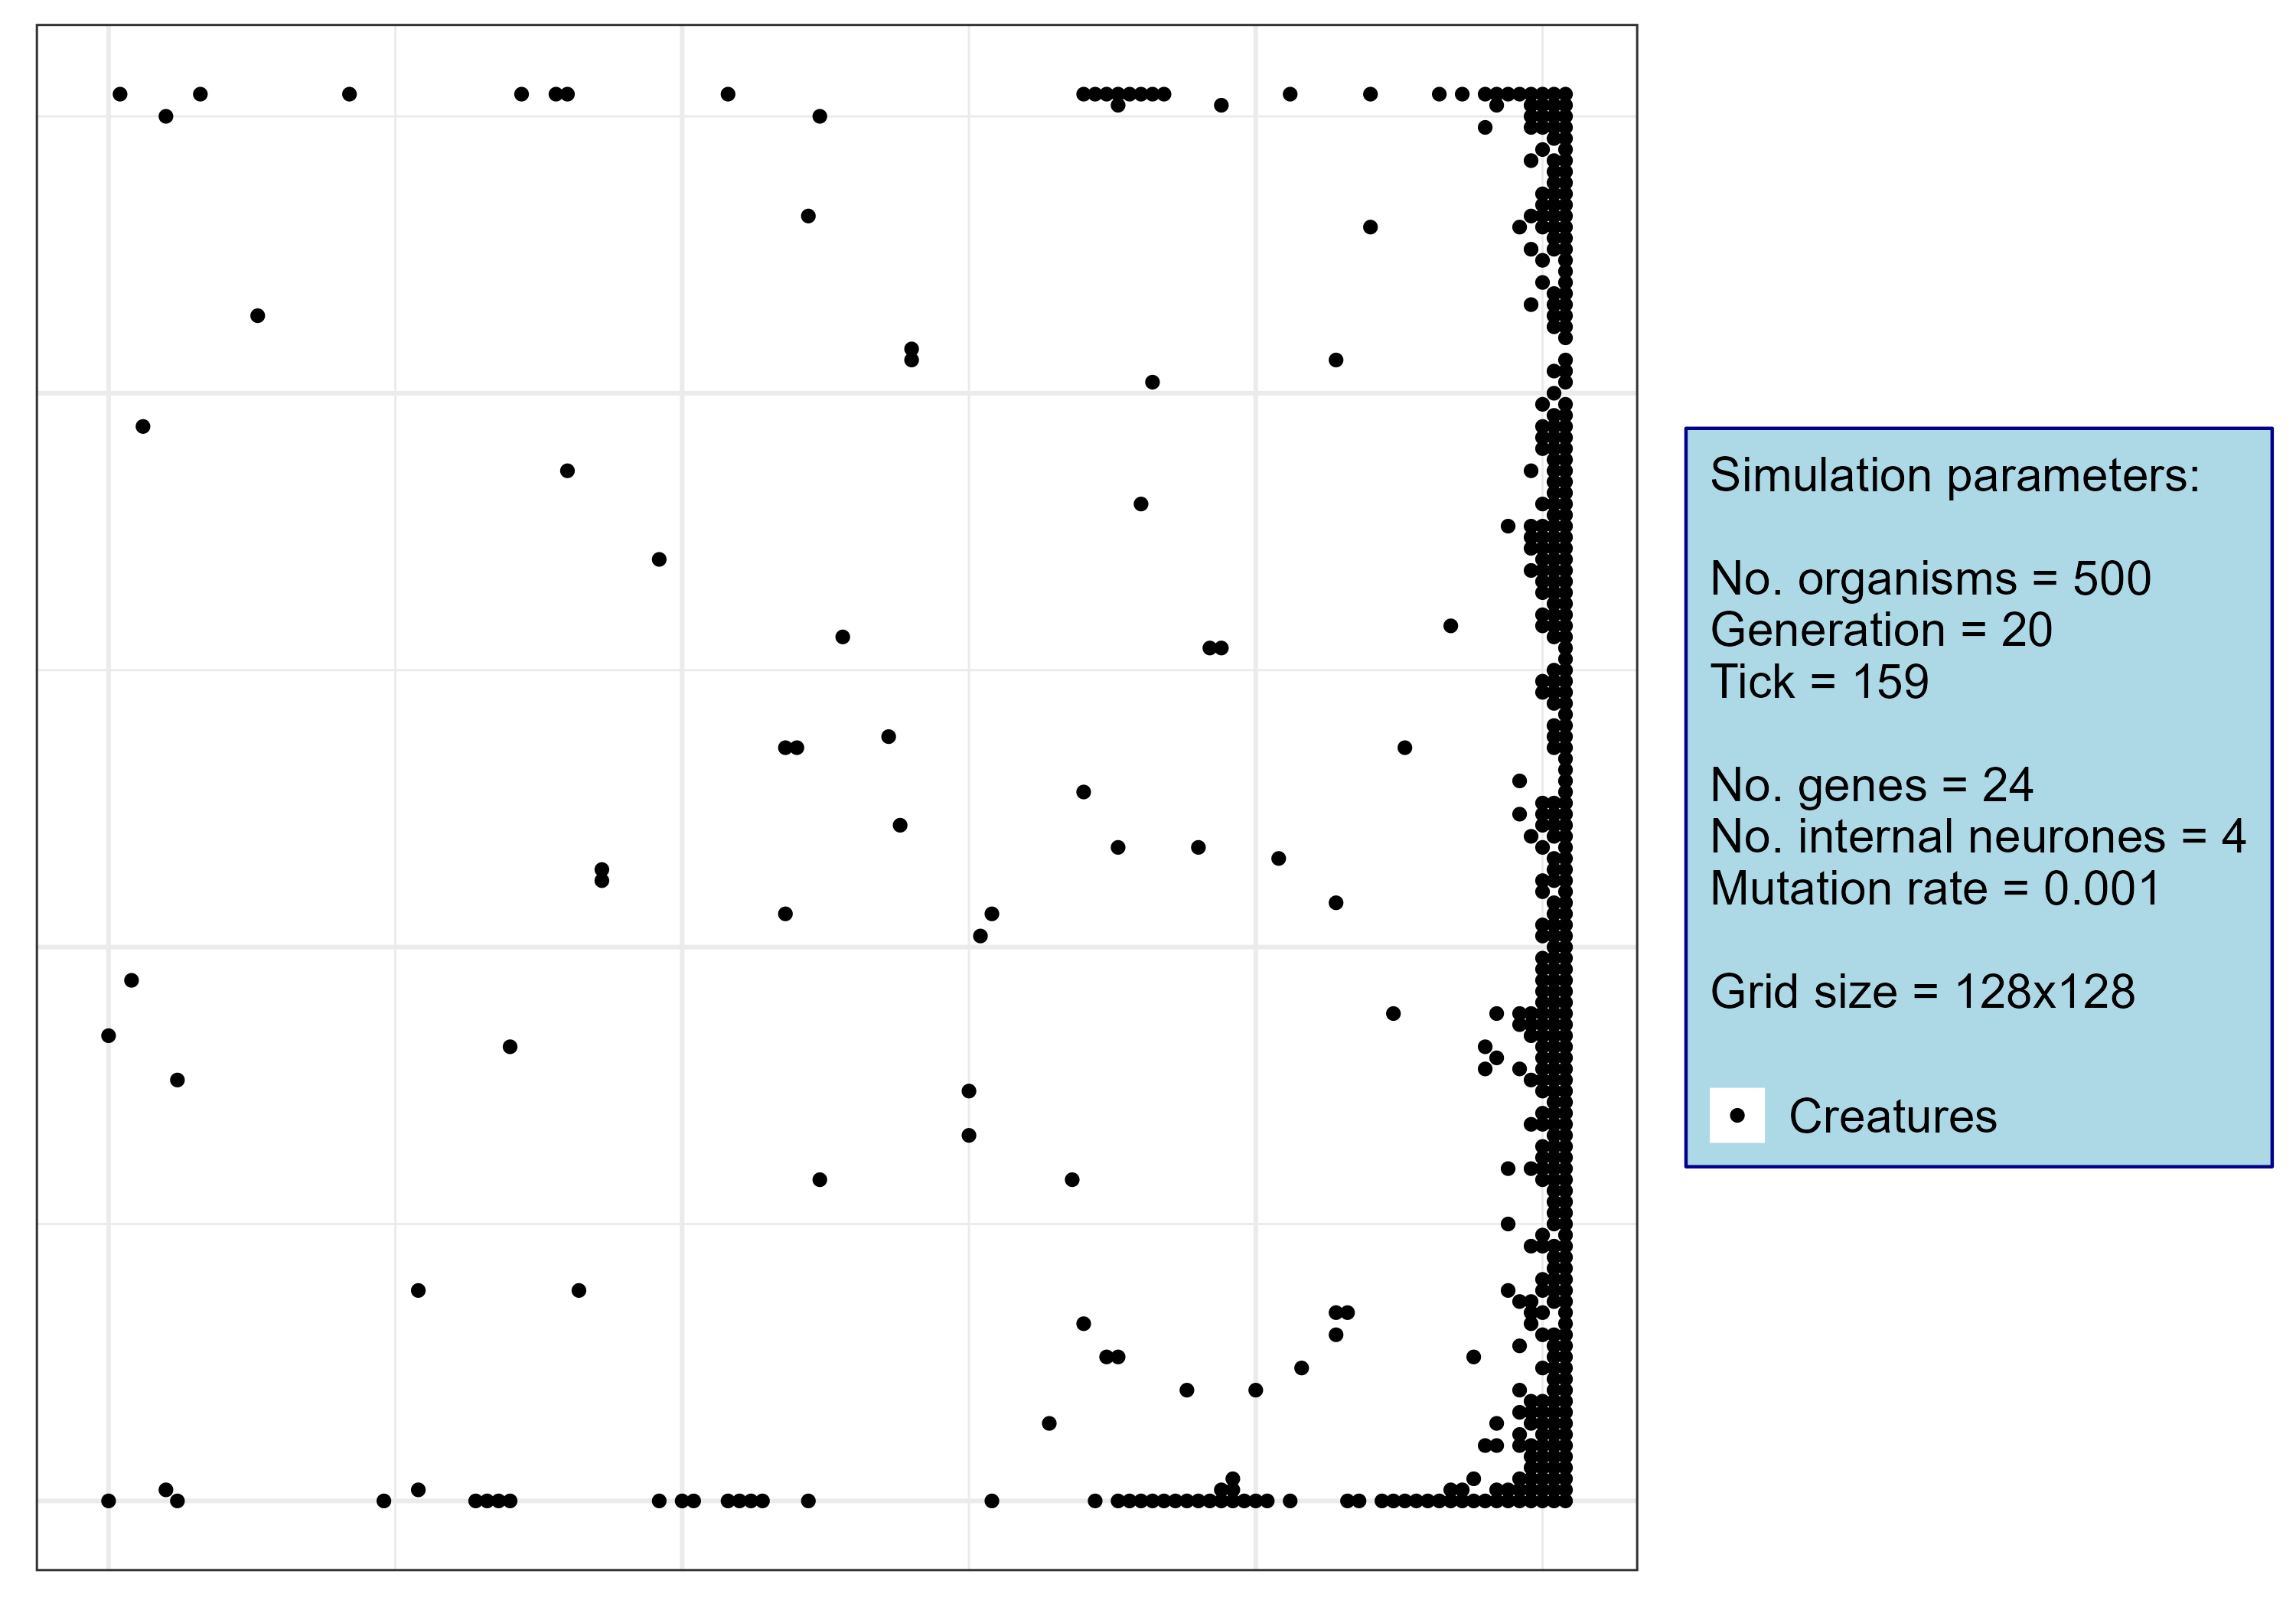 Simulation parameters:
No. organisms = 500
Generation = 20
Tick = 159
No. genes = 24
No. internal neurones = 4
Mutation rate = 0.001
Grid size = 128x128
Creatures